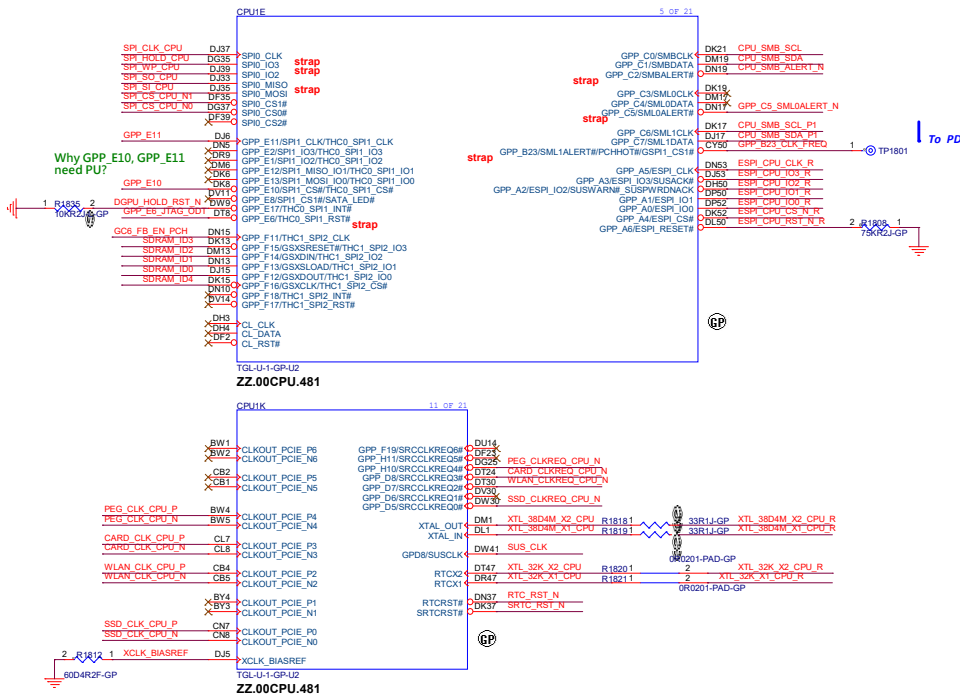 CPU1E
5 OF 21
SPI_CLK_CPU DJ37 SPI0_CLK
SPI_HOLD_CPU DG35 SPI0_IO3 strap
SPI_WP_CPU DJ39 SPI0_IO2 strap
SPI_SO_CPU DJ33 SPI0_MISO
SPI_SI_CPU DJ35 SPI0_MOSI strap
SPI_CS_CPU_N1 DF35 SPI0_CS1#
SPI_CS_CPU_N0 DG37 SPI0_CS0#
DF39 SPI0_CS2#
GPP_E11 DJ6 GPP_E11/SPI1_CLK/THC0_SPI1_CLK
DN5 GPP_E2/SPI1_IO3/THC0_SPI1_IO3
DR9 GPP_E1/SPI1_IO2/THC0_SPI1_IO2
DM6 GPP_E12/SPI1_MISO_IO1/THC0_SPI1_IO1
DK6 GPP_E13/SPI1_MOSI_IO0/THC0_SPI1_IO0
GPP_E10 DK8 GPP_E10/SPI1_CS#/THC0_SPI1_CS#
DV11 GPP_E8/SPI1_CS1#/SATA_LED#
DGPU_HOLD_RST_N DW9 GPP_E17/THC0_SPI1_INT#
GPP_E6_JTAG_ODT DT8 GPP_E6/THC0_SPI1_RST#
strap
Why GPP_E10, GPP_E11
need PU?
1 R1835 2
10KR2J-GP
GC6_FB_EN_PCH DN15 GPP_F11/THC1_SPI2_CLK
SDRAM_ID3 DK13 GPP_F15/GSXSRESET#/THC1_SPI2_IO3
SDRAM_ID2 DM13 GPP_F14/GSXDIN/THC1_SPI2_IO2
SDRAM_ID1 DN13 GPP_F13/GSXSLOAD/THC1_SPI2_IO1
SDRAM_ID0 DJ15 GPP_F12/GSXDOUT/THC1_SPI2_IO0
SDRAM_ID4 DK15 GPP_F16/GSXCLK/THC1_SPI2_CS#
DN10 GPP_F18/THC1_SPI2_INT#
DV14 GPP_F17/THC1_SPI2_RST#
DH3 CL_CLK
DH4 CL_DATA
DF2 CL_RST#
GPP_C0/SMBCLK DK21 CPU_SMB_SCL
GPP_C1/SMBDATA DM19 CPU_SMB_SDA
strap GPP_C2/SMBALERT# DN19 CPU_SMB_ALERT_N
GPP_C3/SML0CLK DK19
GPP_C4/SML0DATA DM17
strap GPP_C5/SML0ALERT# DN17 GPP_C5_SML0ALERT_N
GPP_C6/SML1CLK DK17 CPU_SMB_SCL_P1
GPP_C7/SML1DATA DJ17 CPU_SMB_SDA_P1
strap GPP_B23/SML1ALERT#/PCHHOT#/GSPI1_CS1# CY50 GPP_B23_CLK_FREQ 1 TP1801
To PD
GPP_A5/ESPI_CLK DN53 ESPI_CPU_CLK_R
GPP_A3/ESPI_IO3/SUSACK# DJ53 ESPI_CPU_IO3_R
GPP_A2/ESPI_IO2/SUSWARN#_SUSPWRDNACK DH50 ESPI_CPU_IO2_R
GPP_A1/ESPI_IO1 DP50 ESPI_CPU_IO1_R
GPP_A0/ESPI_IO0 DP52 ESPI_CPU_IO0_R
GPP_A4/ESPI_CS# DK52 ESPI_CPU_CS_N_R
GPP_A6/ESPI_RESET# DL50 ESPI_CPU_RST_N_R 2 R1808 1
75KR2J-GP
GP
TGL-U-1-GP-U2
ZZ.00CPU.481
CPU1K
11 OF 21
BW1 CLKOUT_PCIE_P6
BW2 CLKOUT_PCIE_N6
CB2 CLKOUT_PCIE_P5
CB1 CLKOUT_PCIE_N5
PEG_CLK_CPU_P BW4 CLKOUT_PCIE_P4
PEG_CLK_CPU_N BW5 CLKOUT_PCIE_N4
CARD_CLK_CPU_P CL7 CLKOUT_PCIE_P3
CARD_CLK_CPU_N CL8 CLKOUT_PCIE_N3
WLAN_CLK_CPU_P CB4 CLKOUT_PCIE_P2
WLAN_CLK_CPU_N CB5 CLKOUT_PCIE_N2
BY4 CLKOUT_PCIE_P1
BY3 CLKOUT_PCIE_N1
SSD_CLK_CPU_P CN7 CLKOUT_PCIE_P0
SSD_CLK_CPU_N CN8 CLKOUT_PCIE_N0
2 R1812 1 XCLK_BIASREF DJ5 XCLK_BIASREF
60D4R2F-GP
GPP_F19/SRCCLKREQ6# DU14
GPP_H11/SRCCLKREQ5# DF23
GPP_H10/SRCCLKREQ4# DG25 PEG_CLKREQ_CPU_N
GPP_D8/SRCCLKREQ3# DT24 CARD_CLKREQ_CPU_N
GPP_D7/SRCCLKREQ2# DT30 WLAN_CLKREQ_CPU_N
GPP_D6/SRCCLKREQ1# DV30
GPP_D5/SRCCLKREQ0# DW30 SSD_CLKREQ_CPU_N
XTAL_OUT DM1 XTL_38D4M_X2_CPU R1818 1 33R1J-GP XTL_38D4M_X2_CPU_R
XTAL_IN DL1 XTL_38D4M_X1_CPU R1819 1 33R1J-GP XTL_38D4M_X1_CPU_R
GPD8/SUSCLK DW41 SUS_CLK
0R0201-PAD-GP
RTCX2 DT47 XTL_32K_X2_CPU R1820 1 2 XTL_32K_X2_CPU_R
RTCX1 DR47 XTL_32K_X1_CPU R1821 1 2 XTL_32K_X1_CPU_R
0R0201-PAD-GP
RTCRST# DN37 RTC_RST_N
SRTCRST# DK37 SRTC_RST_N
GP
TGL-U-1-GP-U2
ZZ.00CPU.481